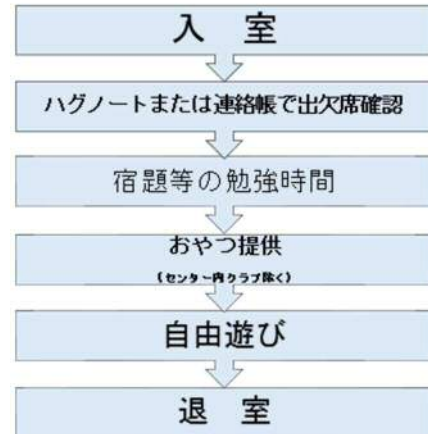 入　室
ハグノートまたは連絡帳で出欠席確認
宿題等の勉強時間
おやつ提供
（センター内クラブ除く）
自由遊び
退　室